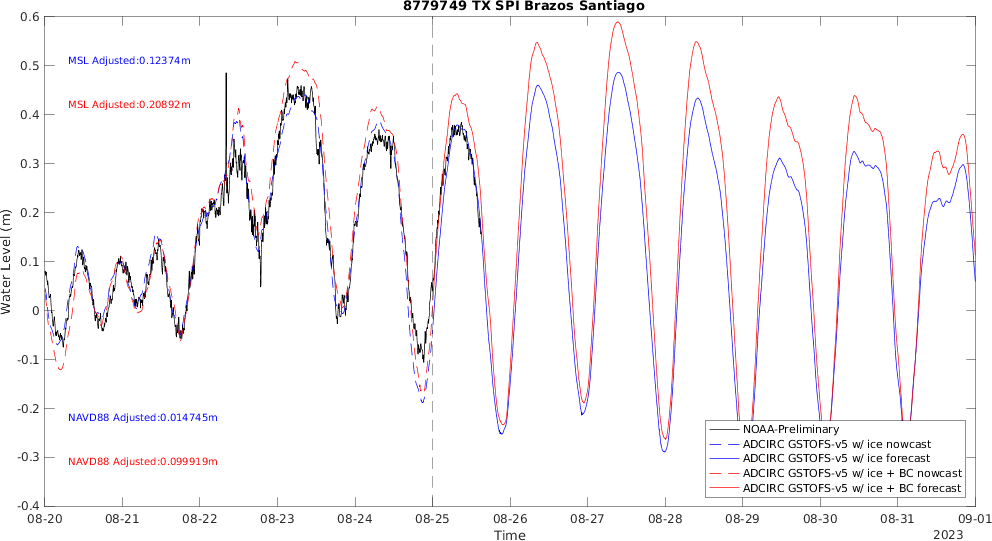 8779749 TX SPI Brazos Santiago
0.6
0.5
0.4
0.3
0.2
0.1
0
-0.1
-0.2
-0.3
-0.4
Water Level (m)
MSL Adjusted:0.12374m
MSL Adjusted:0.20892m
NAVD88 Adjusted:0.014745m
NAVD88 Adjusted:0.099919m
NOAA-Preliminary
ADCIRC GSTOFS-v5 w/ ice nowcast
ADCIRC GSTOFS-v5 w/ ice forecast
ADCIRC GSTOFS-v5 w/ ice + BC nowcast
ADCIRC GSTOFS-v5 w/ ice + BC forecast
08-20 08-21 08-22 08-23 08-24 08-25 08-26 08-27 08-28 08-29 08-30 08-31 09-01
Time
2023